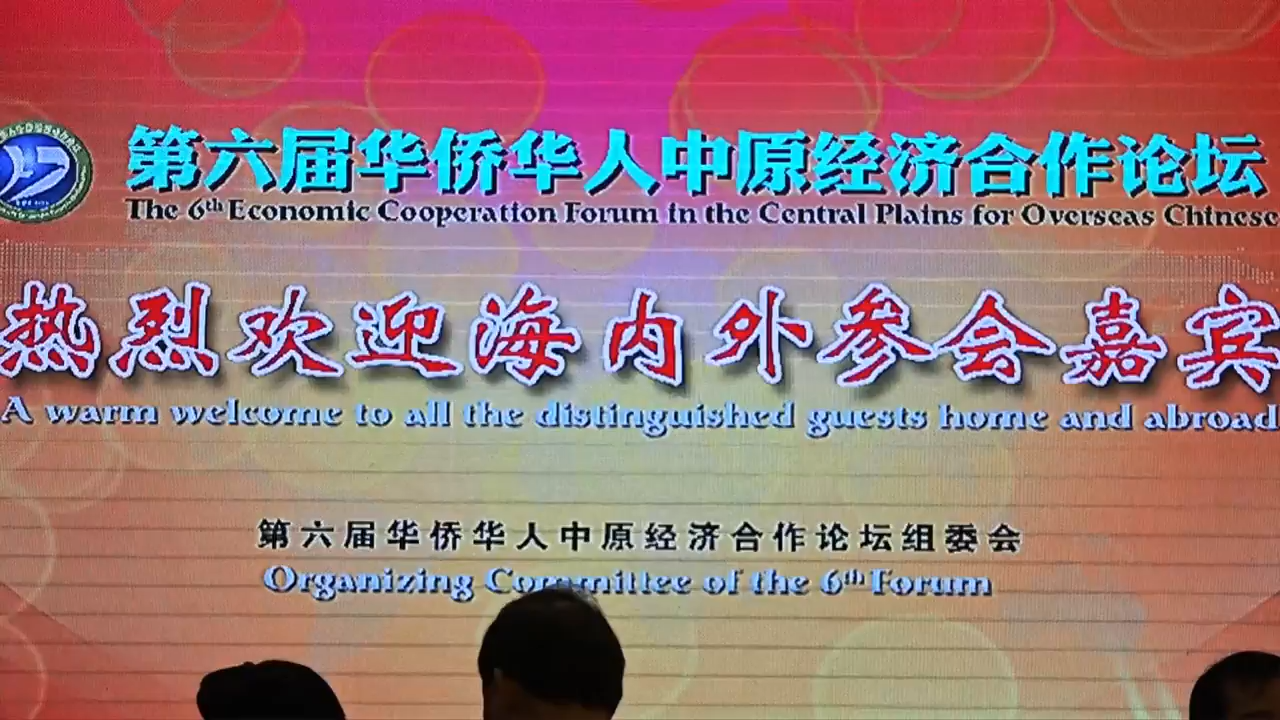 第六届华侨华人中原经济合作论坛
The 6th Economic Cooperation Forum in the Central Plains for Overseas Chinese
热烈欢迎海内外参会嘉宾
A warm welcome to all the distinguished guests home and abroad
第六届华侨华人中原经济合作论坛组委会
Organizing Committee of the 6th Forum